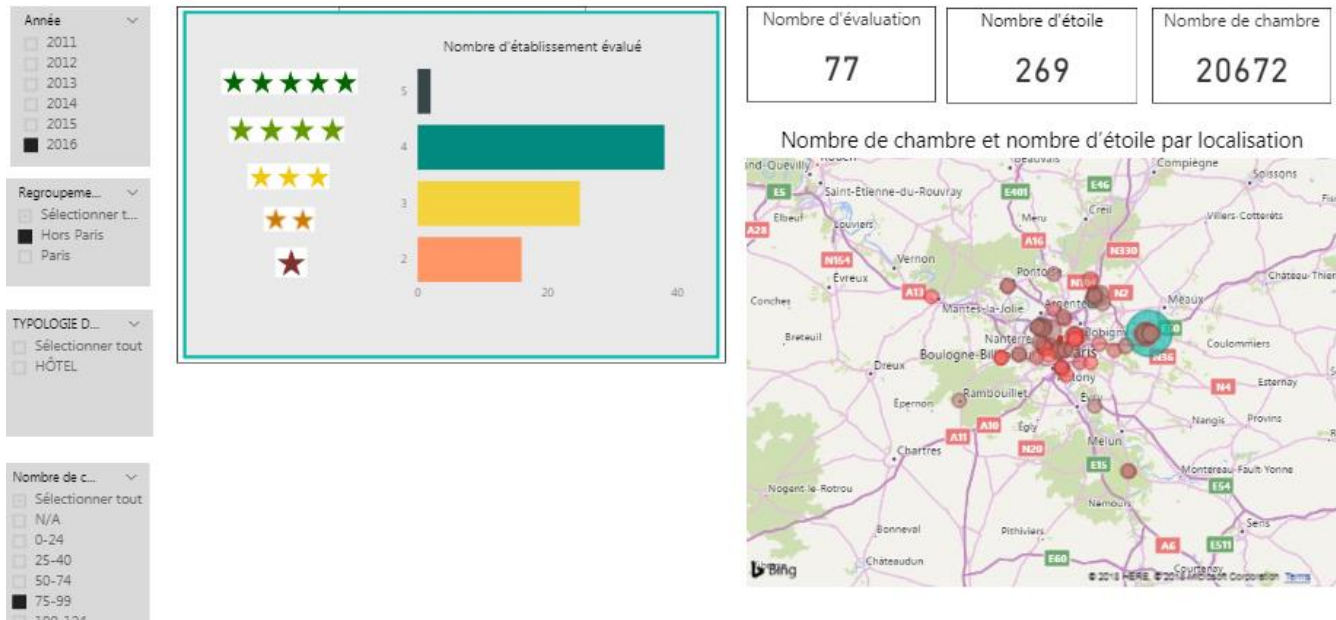 Année
2011
2012
2013
2014
2015
2016
Regroupeme...
Sélectionner t...
Hors Paris
Paris
TYPOLOGIE D...
Sélectionner tout
HÔTEL
Nombre de c...
Sélectionner tout
N/A
0-24
25-40
50-74
75-99
Nombre d'établissement évalué
5
4
3
2
0
20
40
Nombre d'évaluation
77
Nombre d'étoile
269
Nombre de chambre
20672
Nombre de chambre et nombre d'étoile par localisation
Beauvais
Compiègne
Soissons
E5
Saint-Étienne-du-Rouvray
E401
E46
Elbeuf
Louviers
Meru
Creil
Villers-Cotterêts
A28
A16
N330
N154
Vernon
Pontoise
Évreux
A13
N2
Château-Thier
Conches
Mantes-la-Jolie
Argente
Meaux
Breteuil
Nanterre
Bobigny
Coulommiers
N36
Dreux
Antony
N4
Esternay
Epernon
Rambouillet
Évry
Nangis
Provins
A10
A11
Égly
N20
Melun
Chartres
E15
Montereau-Fault-Yonne
E54
Nogent-le-Rotrou
Nemours
Bonneval
Pithiviers
Sens
A6
E511
Châteaudun
E60
Courtenay
Bing
© 2018 HERE, © 2018 Microsoft Corporation Terms